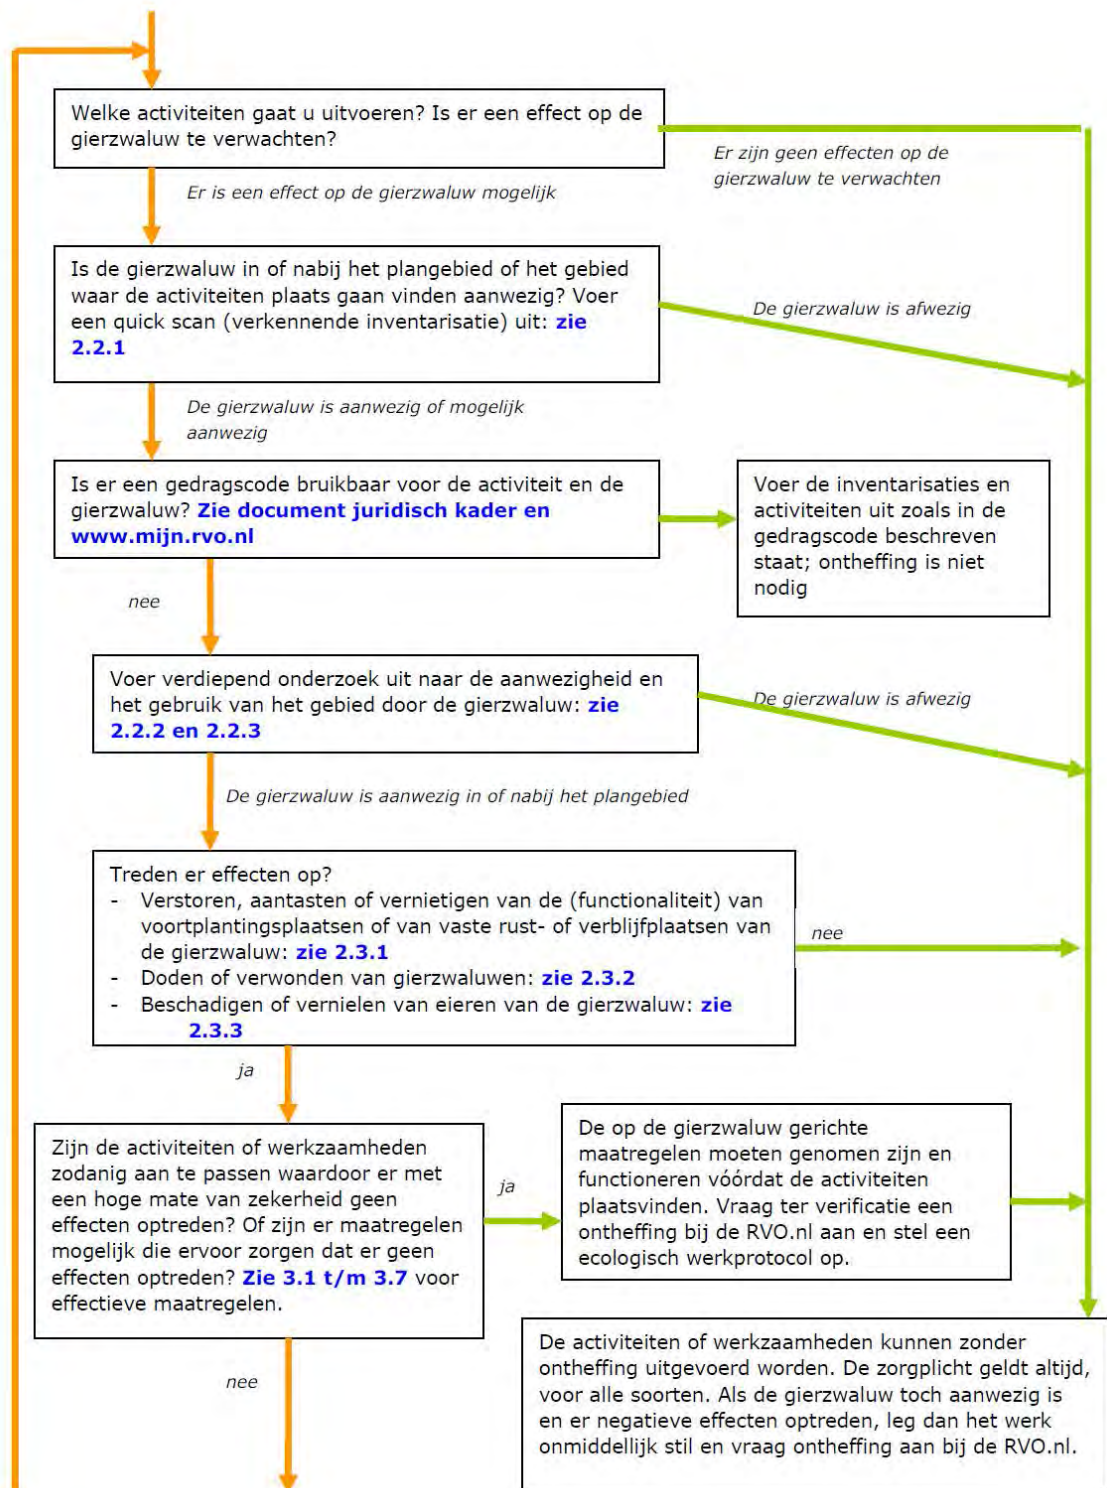 Welke activiteiten gaat u uitvoeren? Is er een effect op de
gierzwaluw te verwachten?
Er zijn geen effecten op de
gierzwaluw te verwachten
Er is een effect op de gierzwaluw mogelijk
Is de gierzwaluw in of nabij het plangebied of het gebied
waar de activiteiten plaats gaan vinden aanwezig? Voer
een quick scan (verkennende inventarisatie) uit: zie
2.2.1
De gierzwaluw is afwezig
De gierzwaluw is aanwezig of mogelijk
aanwezig
Is er een gedragscode bruikbaar voor de activiteit en de
gierzwaluw? Zie document juridisch kader en
www.mijn.rvo.nl
Voer de inventarisaties en
activiteiten uit zoals in de
gedragscode beschreven
staat; ontheffing is niet
nodig
nee
Voer verdiepend onderzoek uit naar de aanwezigheid en
het gebruik van het gebied door de gierzwaluw: zie
2.2.2 en 2.2.3
De gierzwaluw is afwezig
De gierzwaluw is aanwezig in of nabij het plangebied
Treden er effecten op?
- Verstoren, aantasten of vernietigen van de (functionaliteit) van
voortplantingsplaatsen of van vaste rust- of verblijfplaatsen van
de gierzwaluw: zie 2.3.1
- Doden of verwonden van gierzwaluwen: zie 2.3.2
- Beschadigen of vernielen van eieren van de gierzwaluw: zie
2.3.3
nee
ja
Zijn de activiteiten of werkzaamheden
zodanig aan te passen waardoor er met
een hoge mate van zekerheid geen
effecten optreden? Of zijn er maatregelen
mogelijk die ervoor zorgen dat er geen
effecten optreden? Zie 3.1 t/m 3.7 voor
effectieve maatregelen.
ja
De op de gierzwaluw gerichte
maatregelen moeten genomen zijn en
functioneren vóórdat de activiteiten
plaatsvinden. Vraag ter verificatie een
ontheffing bij de RVO.nl aan en stel een
ecologisch werkprotocol op.
nee
De activiteiten of werkzaamheden kunnen zonder
ontheffing uitgevoerd worden. De zorgplicht geldt altijd,
voor alle soorten. Als de gierzwaluw toch aanwezig is
en er negatieve effecten optreden, leg dan het werk
onmiddellijk stil en vraag ontheffing aan bij de RVO.nl.